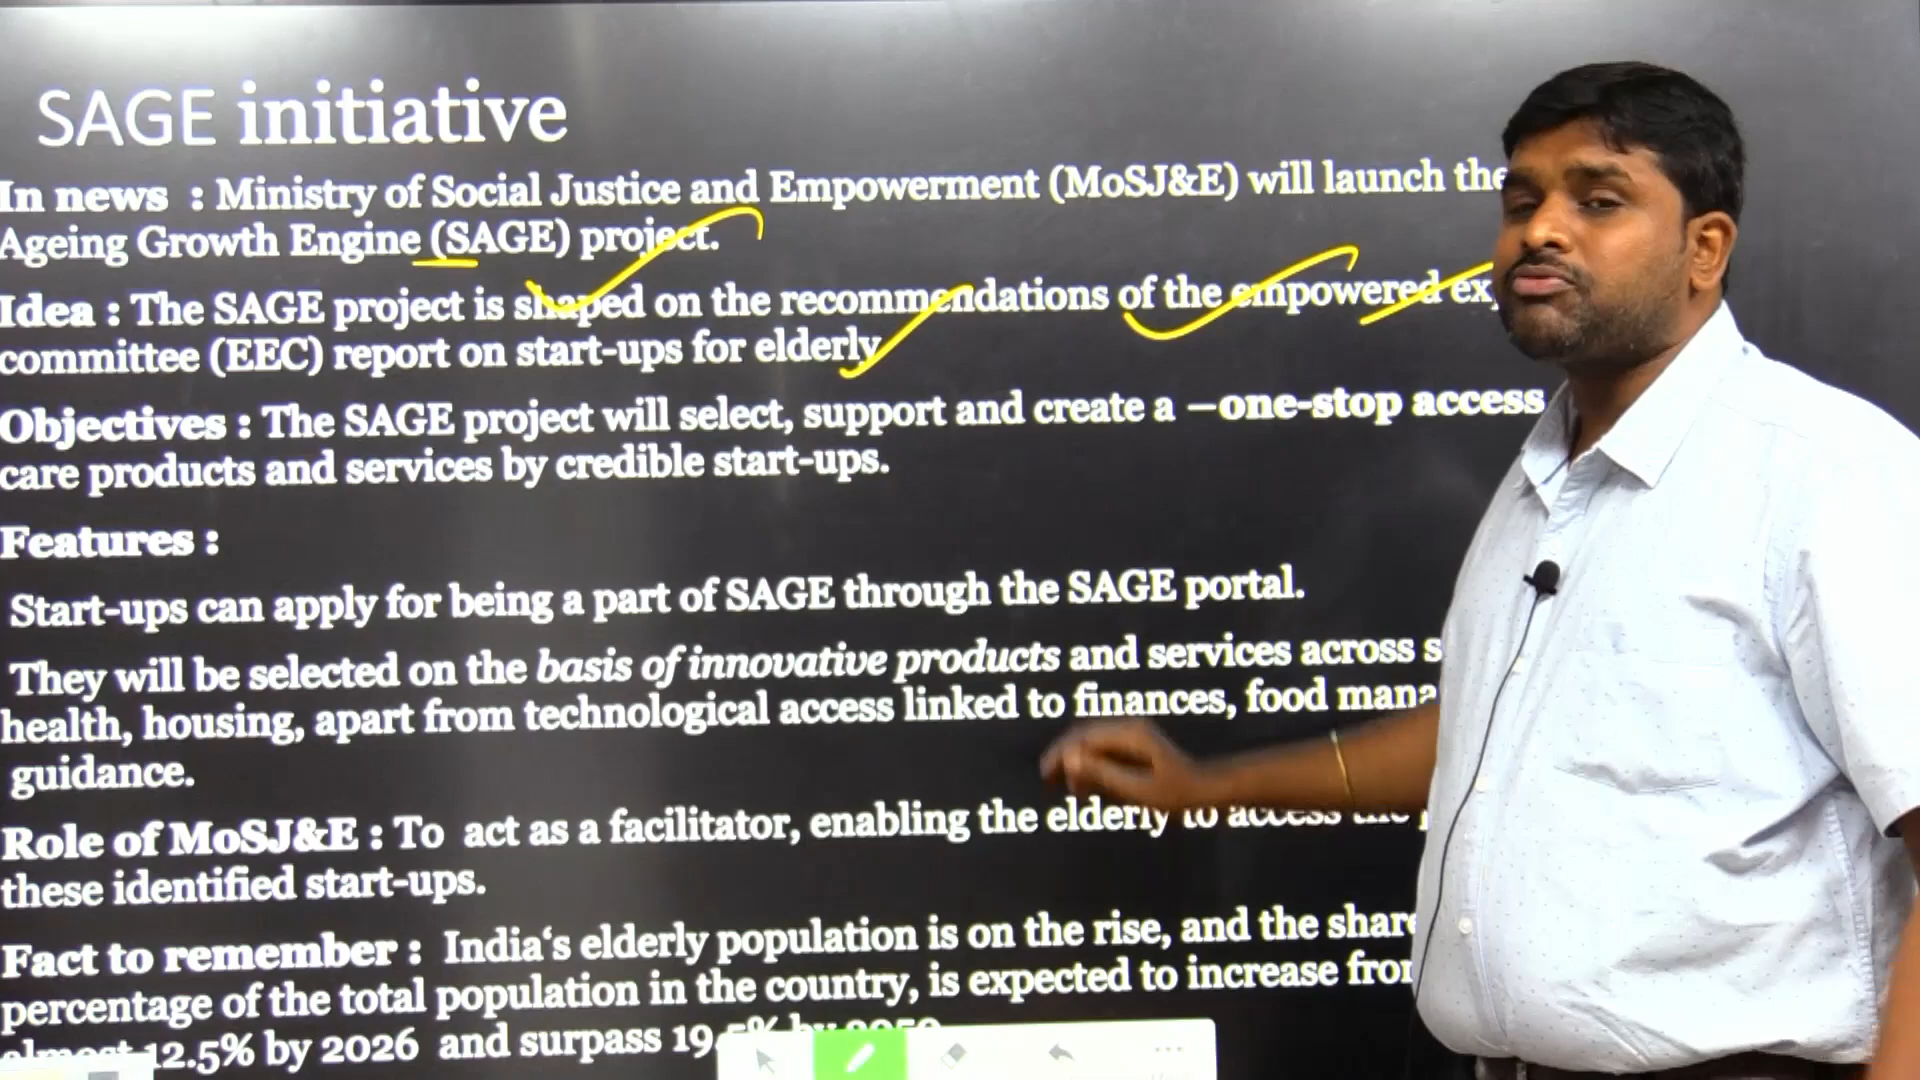 SAGE initiative
In news : Ministry of Social Justice and Empowerment (MoSJ&E) will launch the
Ageing Growth Engine (SAGE) project.
Idea : The SAGE project is shaped on the recommendations of the empowered
committee (EEC) report on start-ups for elderly
Objectives : The SAGE project will select, support and create a –one-stop access
care products and services by credible start-ups.
Features :
Start-ups can apply for being a part of SAGE through the SAGE portal.
They will be selected on the basis of innovative products and services across
health, housing, apart from technological access linked to finances, food
guidance.
Role of MoSJ&E : To act as a facilitator, enabling the elderly to access the
these identified start-ups.
Fact to remember : India‘s elderly population is on the rise, and the share
percentage of the total population in the country, is expected to increase from
almost 12.5% by 2026 and surpass